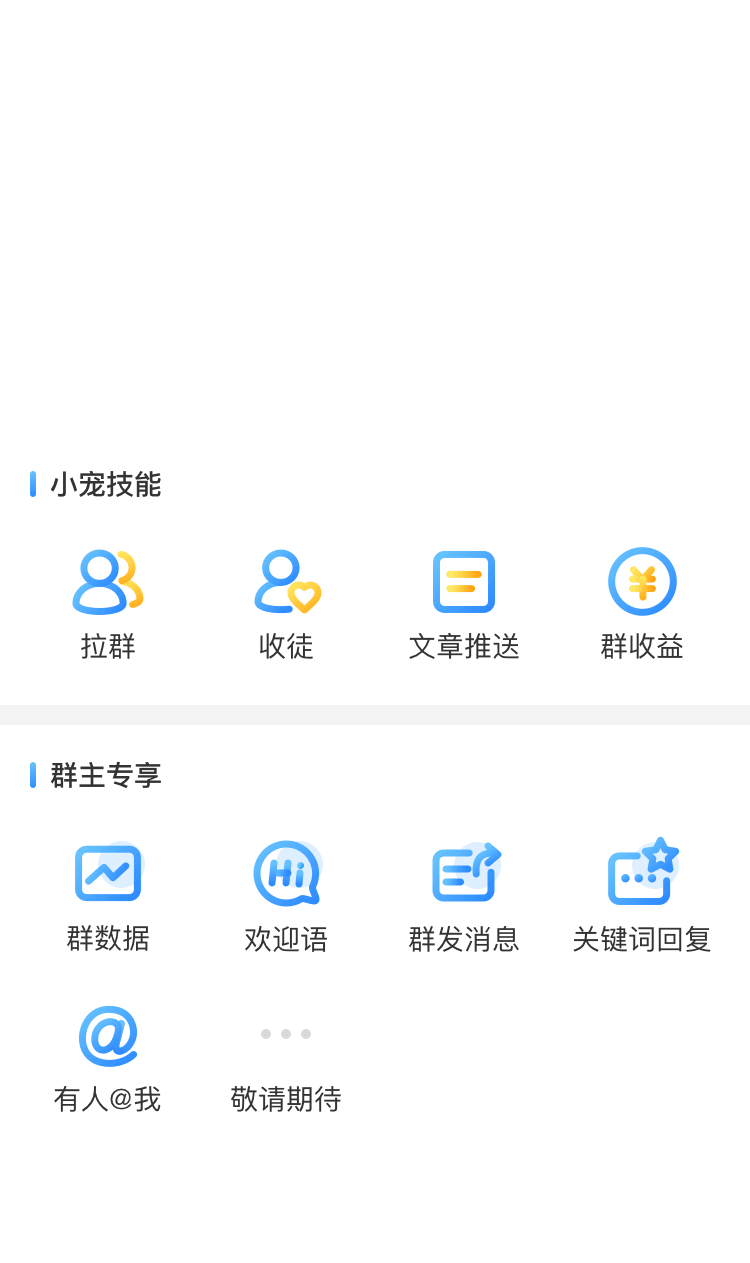 小宠技能
拉群 收徒 文章推送 群收益
群主专享
Hi
群数据 欢迎语 群发消息 关键词回复
@
有人@我 敬请期待